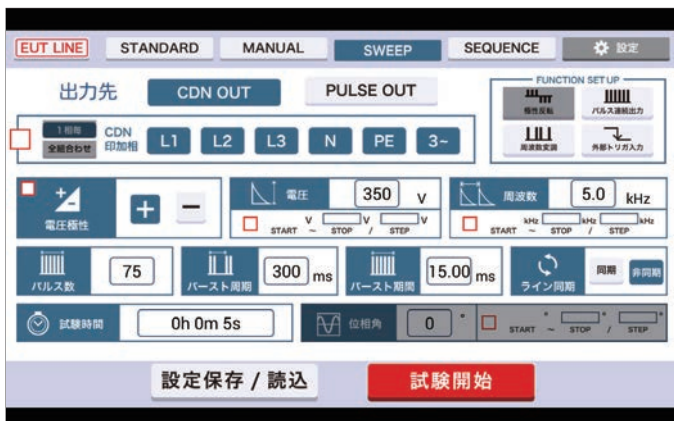 EUT LINE STANDARD MANUAL SWEEP SEQUENCE 設定
出力先 CDN OUT PULSE OUT
FUNCTION SET UP
極性反転 パルス連続出力
周波数変調 外部トリガ入力
1相毎
全組合わせ
CDN
印加相
L1 L2 L3 N PE 3~
電圧極性 + −
電圧 350 V
V V V
START ~ STOP / STEP
周波数 5.0 kHz
kHz kHz kHz
START ~ STOP / STEP
パルス数 75
バースト周期 300 ms
バースト期間 15.00 ms
ライン同期 同期 非同期
試験時間 0h 0m 5s
位相角 0 °
° ° °
START ~ STOP / STEP
設定保存 / 読込 試験開始